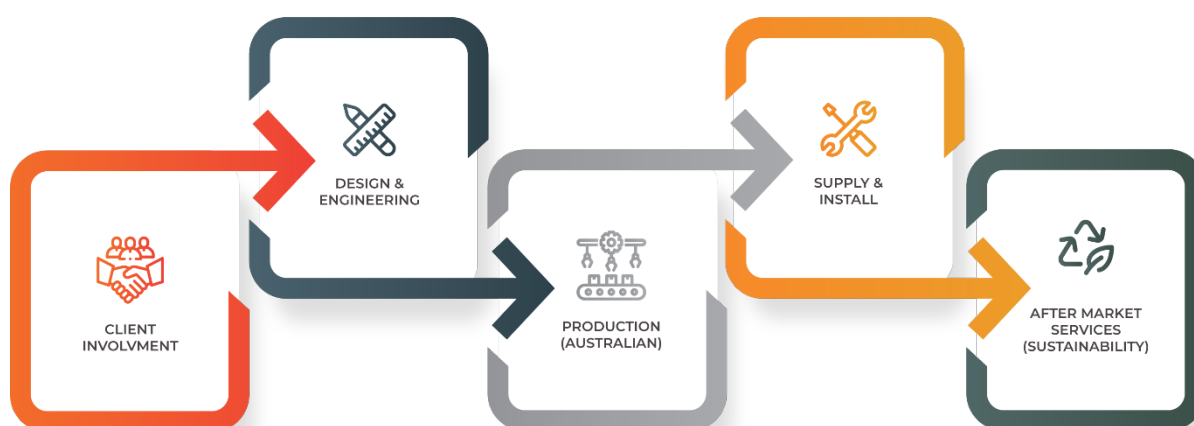 CLIENT
INVOLVMENT
DESIGN &
ENGINEERING
PRODUCTION
(AUSTRALIAN)
SUPPLY &
INSTALL
AFTER MARKET
SERVICES
(SUSTAINABILITY)